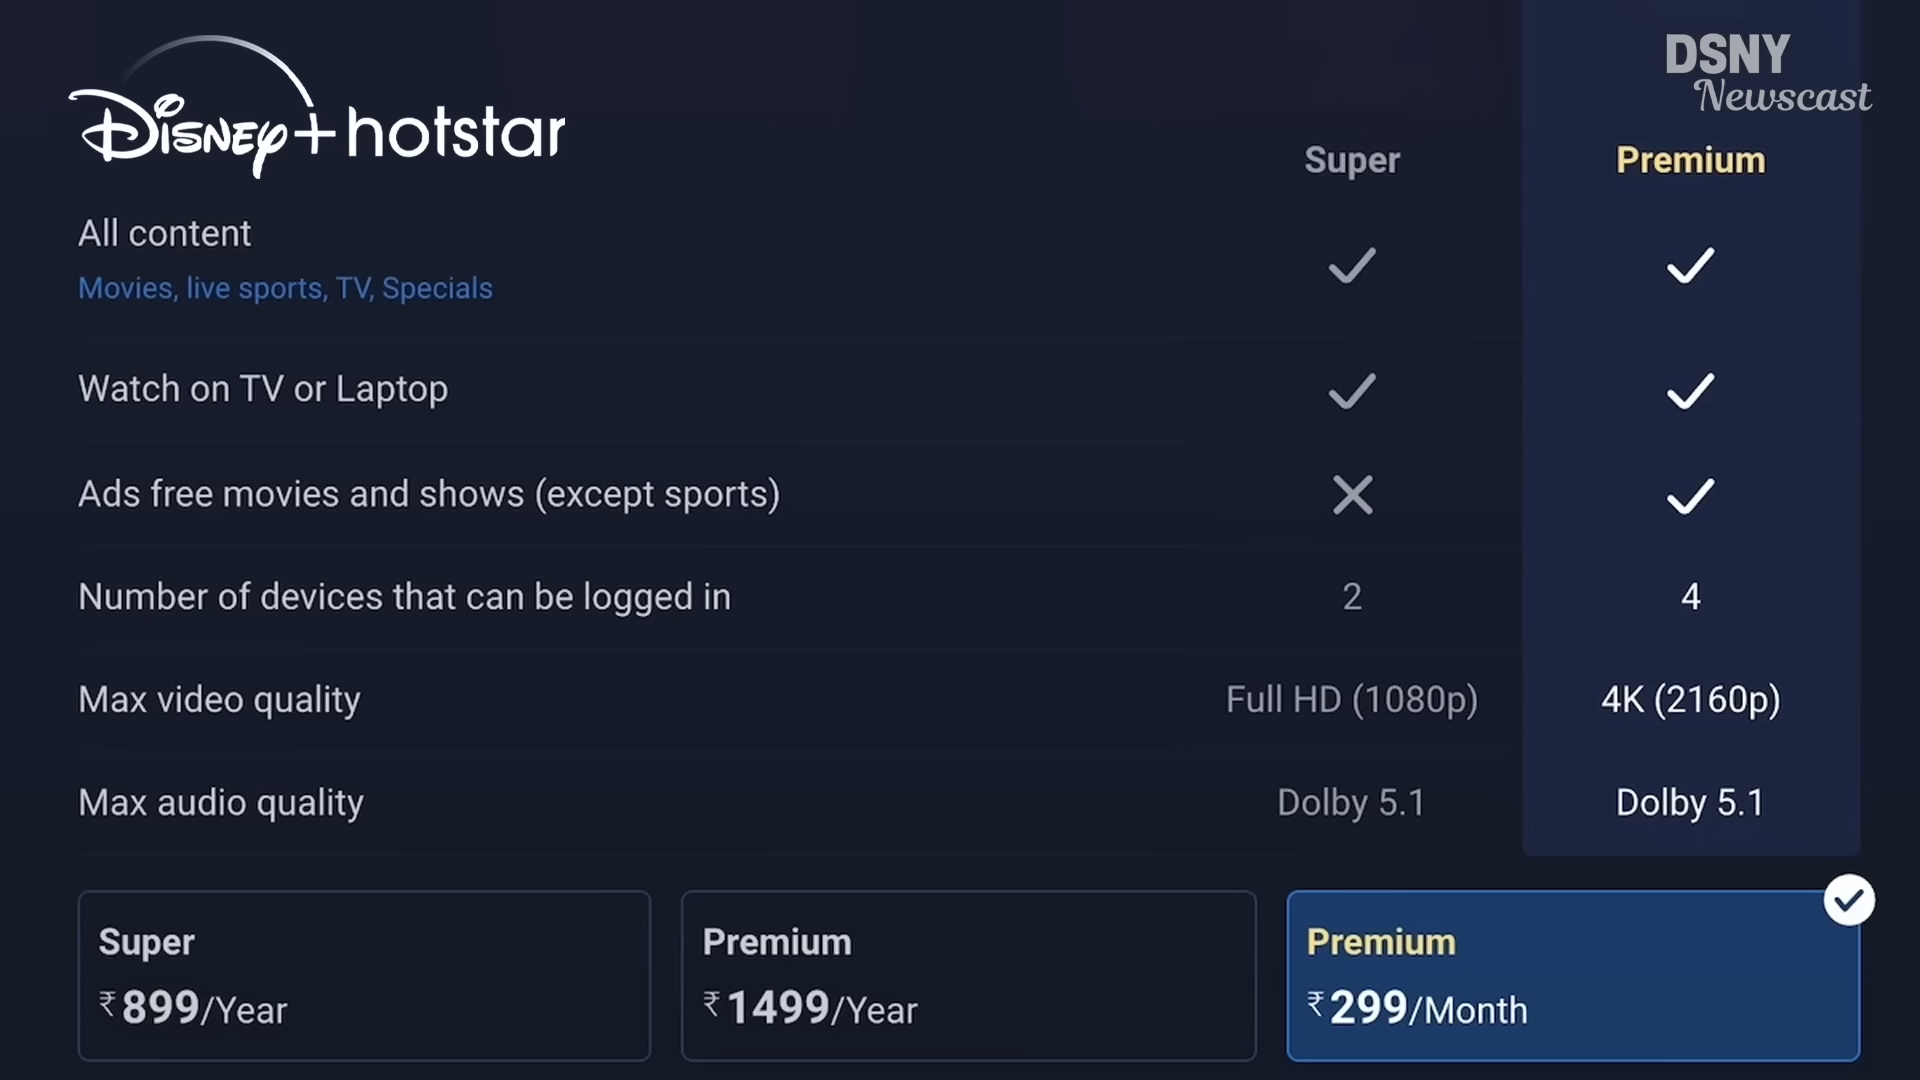 DISNEY+ hotstar
DSNY
Newscast
Super Premium
All content
Movies, live sports, TV, Specials
Watch on TV or Laptop
Ads free movies and shows (except sports)
Number of devices that can be logged in 2 4
Max video quality Full HD (1080p) 4K (2160p)
Max audio quality Dolby 5.1 Dolby 5.1
Super
₹899/Year
Premium
₹1499/Year
Premium
₹299/Month